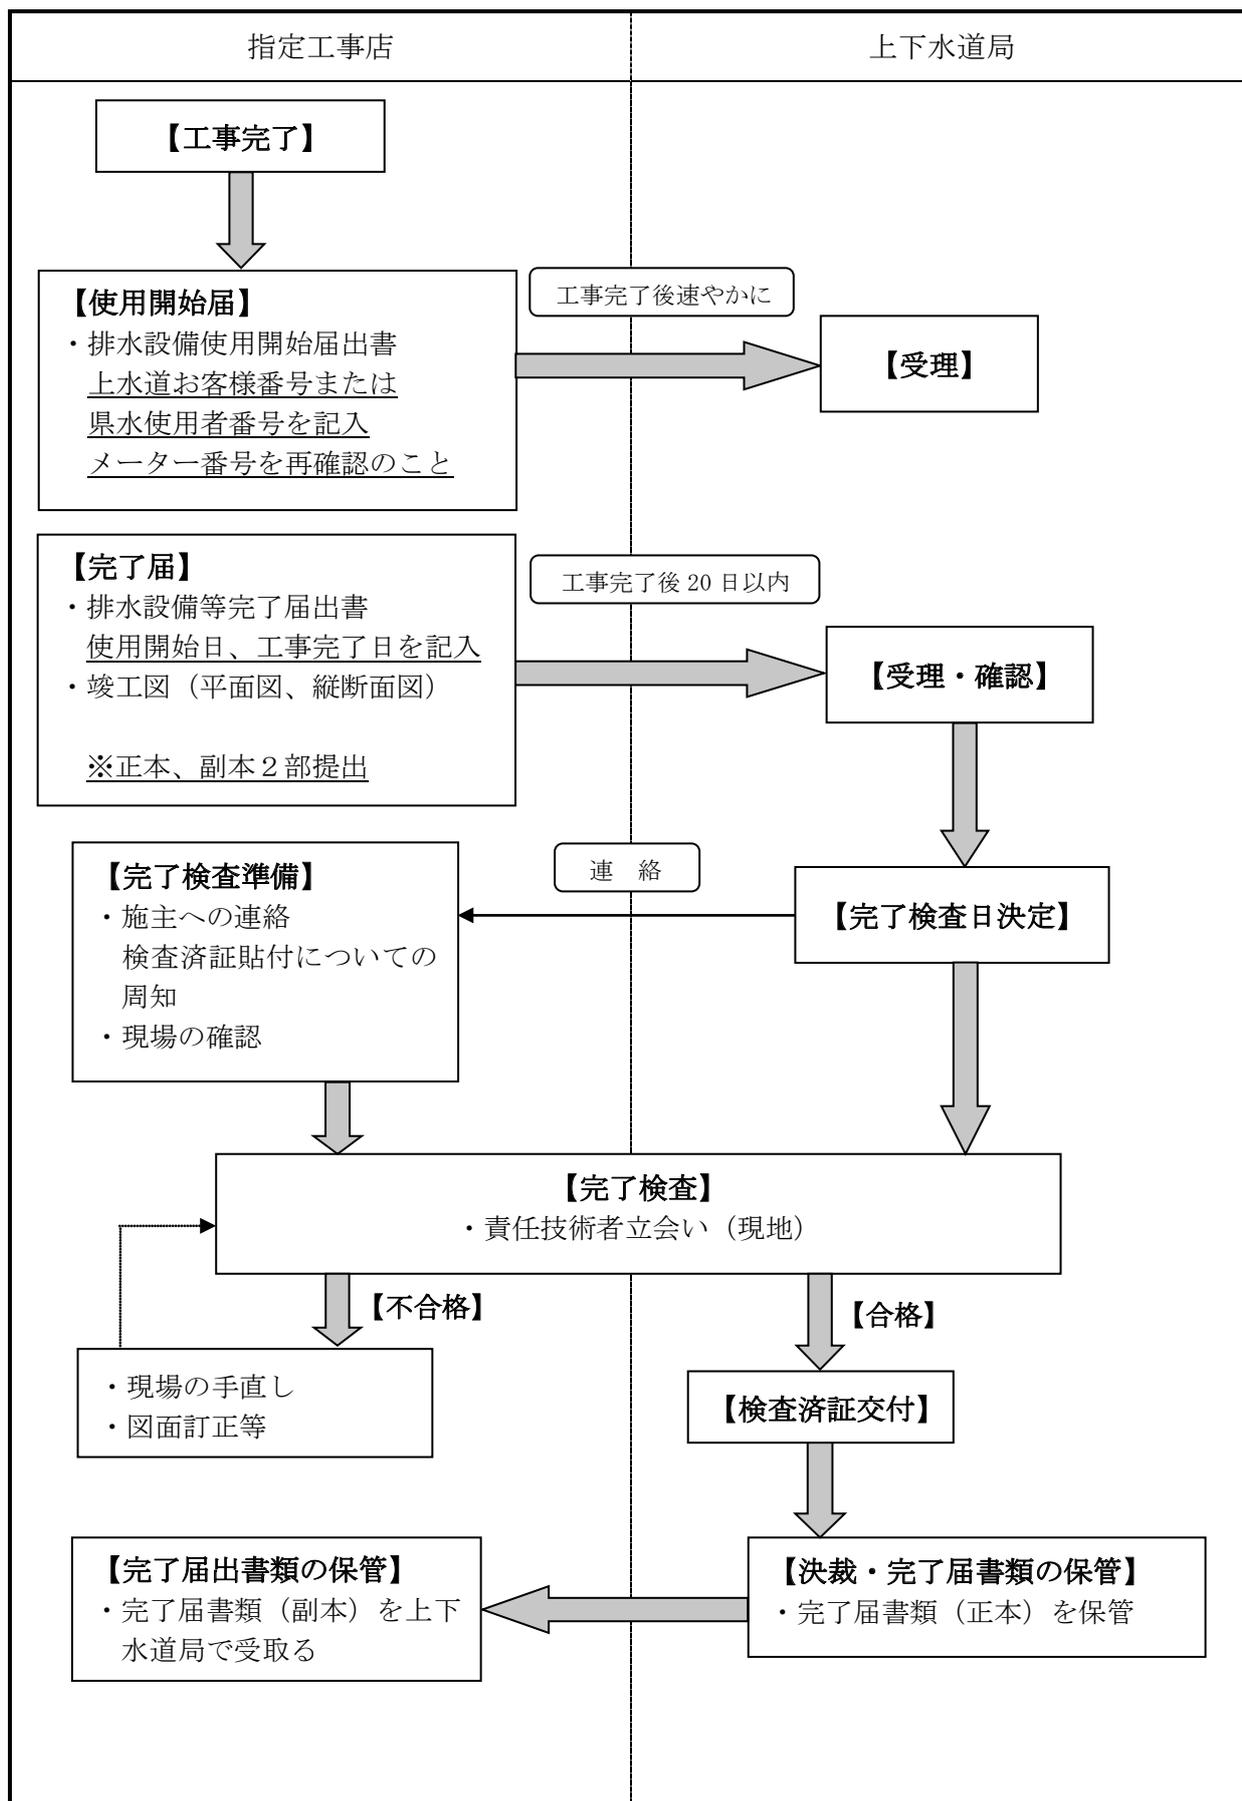 指定工事店
上下水道局
【工事完了】
【使用開始届】
・排水設備使用開始届出書
上水道お客様番号または
県水使用者番号を記入
メーター番号を再確認のこと
工事完了後速やかに
【受理】
【完了届】
・排水設備等完了届出書
使用開始日、工事完了日を記入
・竣工図（平面図、縦断面図）
※正本、副本２部提出
工事完了後 20 日以内
【受理・確認】
【完了検査準備】
・施主への連絡
検査済証貼付についての
周知
・現場の確認
連　絡
【完了検査日決定】
【完了検査】
・責任技術者立会い（現地）
【不合格】
【合格】
・現場の手直し
・図面訂正等
【検査済証交付】
【完了届出書類の保管】
・完了届書類（副本）を上下
水道局で受取る
【決裁・完了届書類の保管】
・完了届書類（正本）を保管